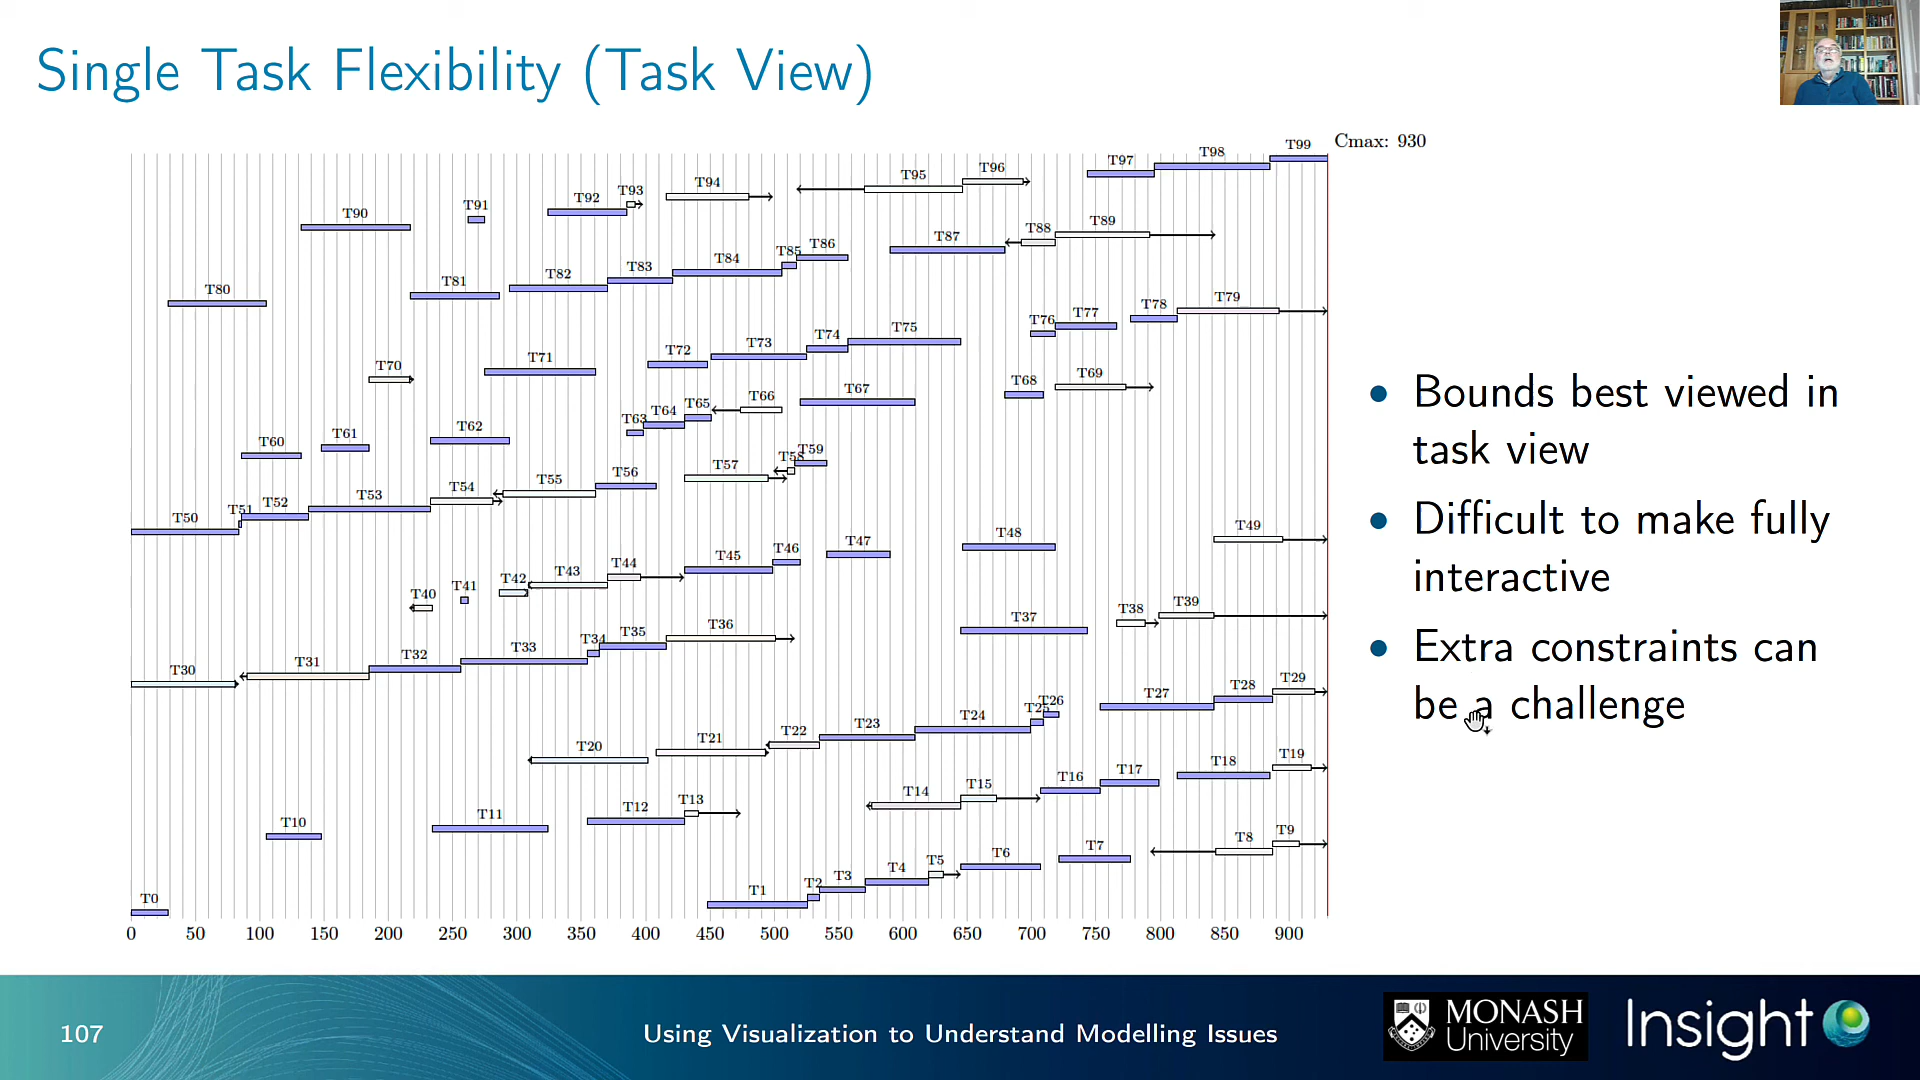 Single Task Flexibility (Task View)
Cmax: 930
T99
T98
T97
T96
T95
T94
T93
T92
T91
T90
T89
T88
T87
T86
T85
T84
T83
T82
T81
T80
T79
T78
T77
T76
T75
T74
T73
T72
T71
T70
T69
T68
T67
T66
T65
T64
T63
T62
T61
T60
T59
T58
T57
T56
T55
T54
T53
T52
T51
T50
T49
T48
T47
T46
T45
T44
T43
T42
T41
T40
T39
T38
T37
T36
T35
T34
T33
T32
T31
T30
T29
T28
T27
T26
T25
T24
T23
T22
T21
T20
T19
T18
T17
T16
T15
T14
T13
T12
T11
T10
T9
T8
T7
T6
T5
T4
T3
T2
T1
T0
0 50 100 150 200 250 300 350 400 450 500 550 600 650 700 750 800 850 900
• Bounds best viewed in
task view
• Difficult to make fully
interactive
• Extra constraints can
be a challenge
107
Using Visualization to Understand Modelling Issues
MONASH
University
Insight